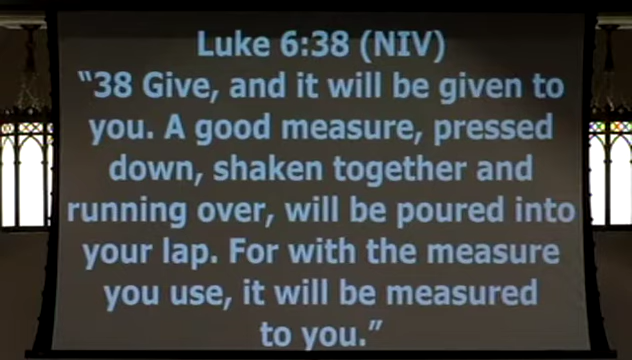 Luke 6:38 (NIV)
“38 Give, and it will be given to
you. A good measure, pressed
down, shaken together and
running over, will be poured into
your lap. For with the measure
you use, it will be measured
to you.”